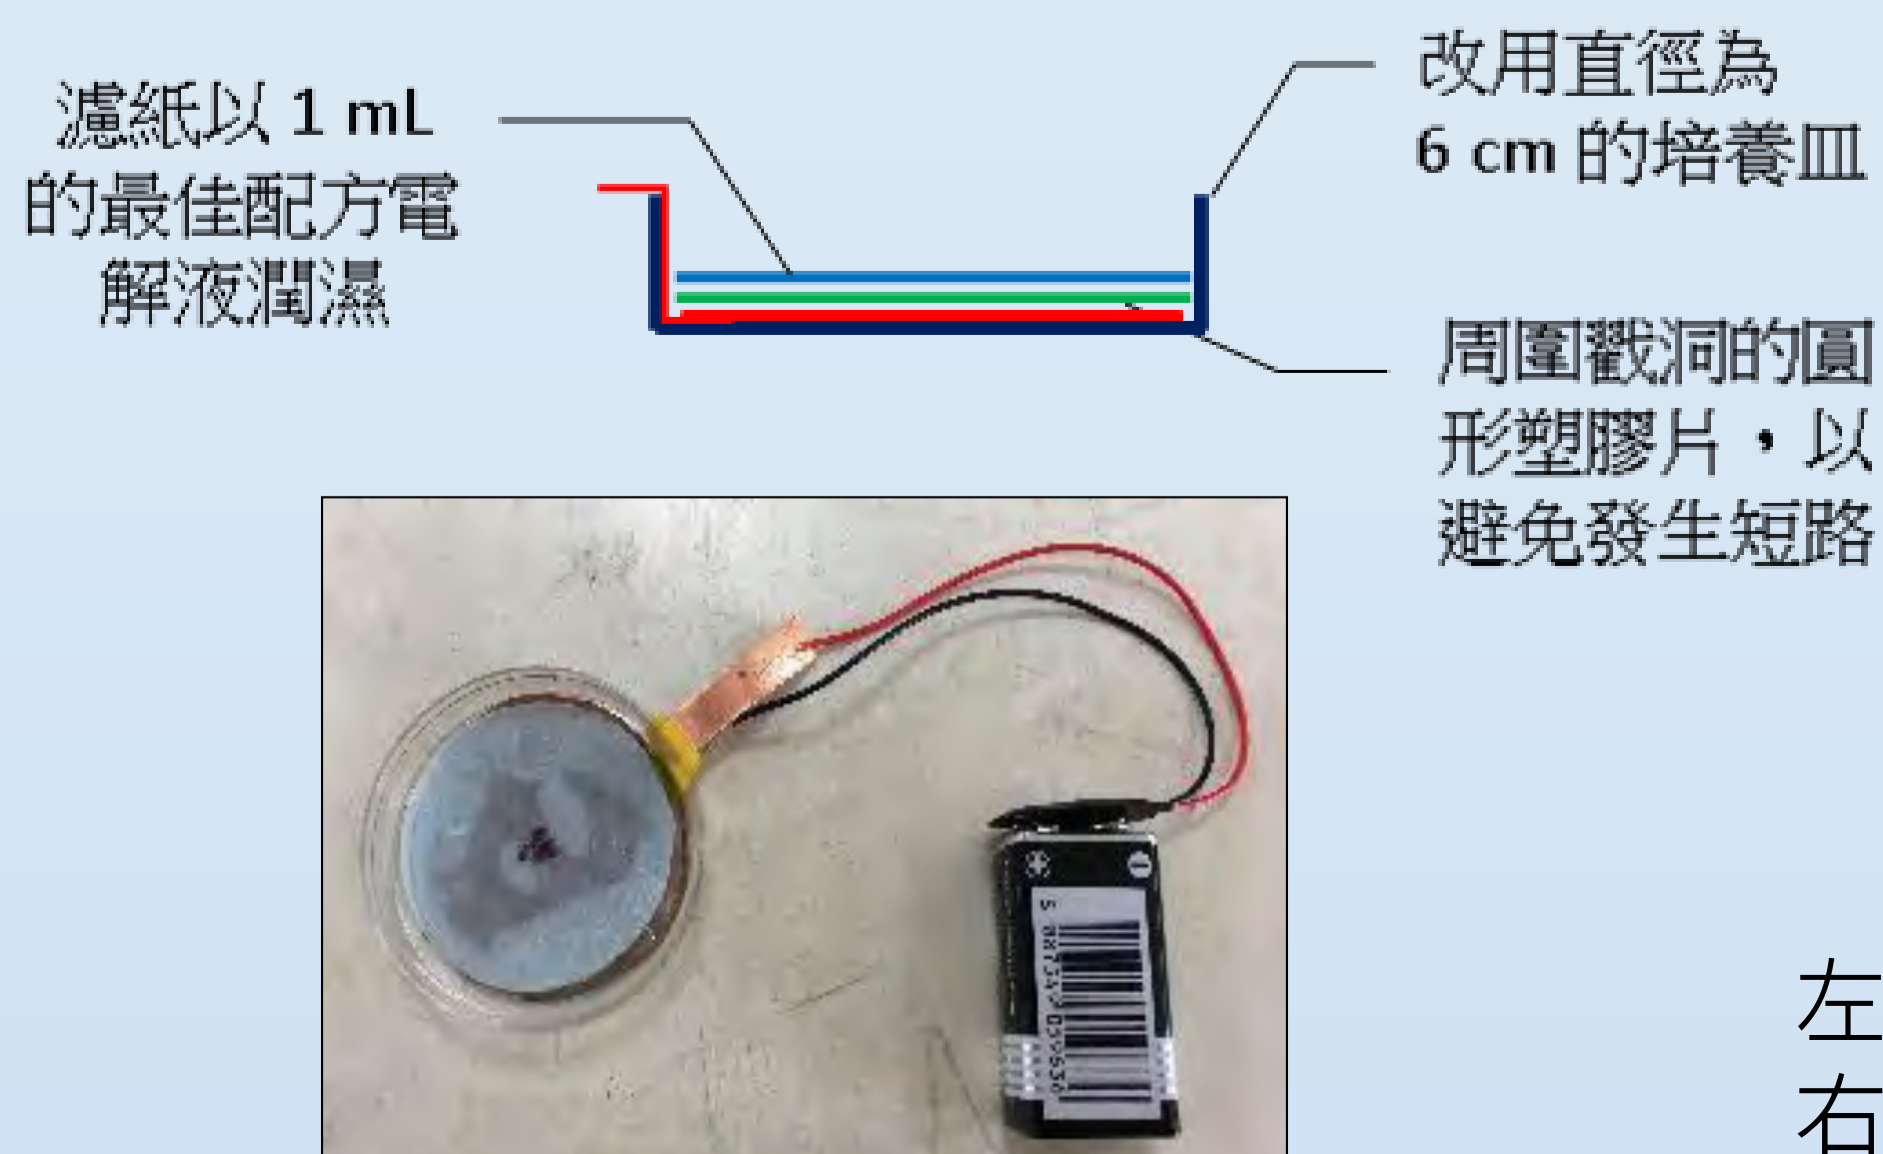 濾紙以 1 mL
的最佳配方電
解液潤濕
改用直徑為
6 cm 的培養皿
周圍戳洞的圓
形塑膠片，以
避免發生短路
左
右